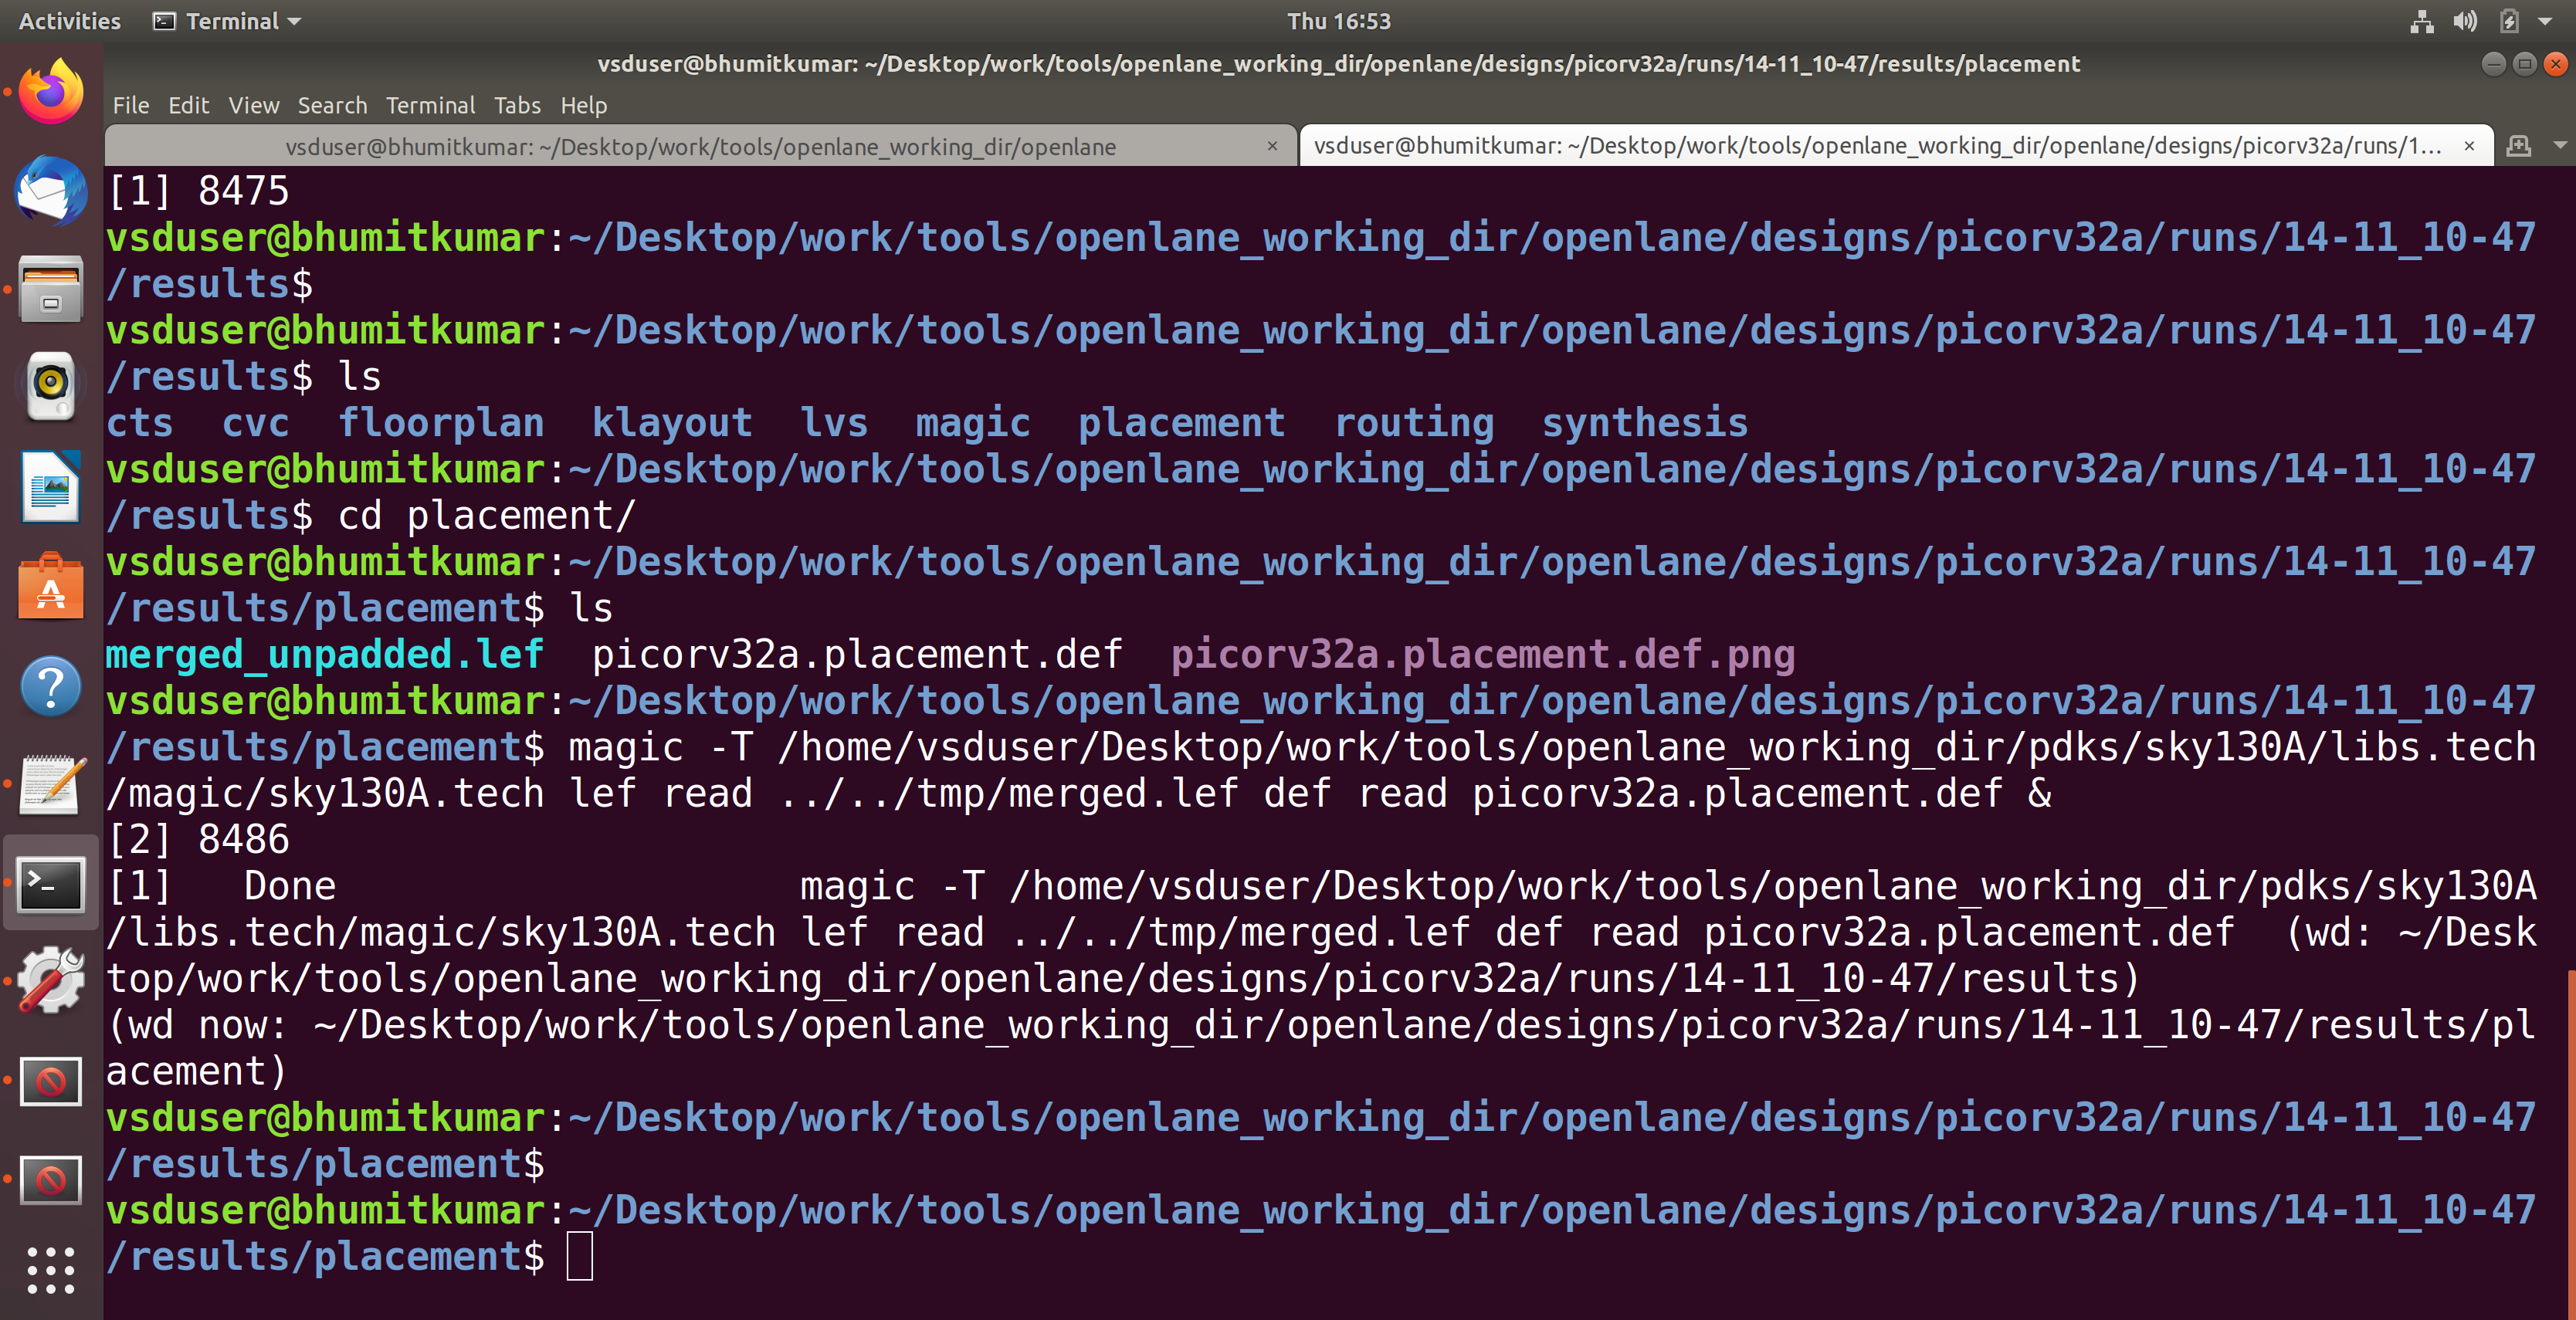 Activities Terminal Thu 16:53
vsduser@bhumitkumar: ~/Desktop/work/tools/openlane_working_dir/openlane/designs/picorv32a/runs/14-11_10-47/results/placement
File Edit View Search Terminal Tabs Help
vsduser@bhumitkumar: ~/Desktop/work/tools/openlane_working_dir/openlane × vsduser@bhumitkumar: ~/Desktop/work/tools/openlane_working_dir/openlane/designs/picorv32a/runs/1... ×
[1] 8475
vsduser@bhumitkumar:~/Desktop/work/tools/openlane_working_dir/openlane/designs/picorv32a/runs/14-11_10-47
/results$
vsduser@bhumitkumar:~/Desktop/work/tools/openlane_working_dir/openlane/designs/picorv32a/runs/14-11_10-47
/results$ ls
cts cvc floorplan klayout lvs magic placement routing synthesis
vsduser@bhumitkumar:~/Desktop/work/tools/openlane_working_dir/openlane/designs/picorv32a/runs/14-11_10-47
/results$ cd placement/
vsduser@bhumitkumar:~/Desktop/work/tools/openlane_working_dir/openlane/designs/picorv32a/runs/14-11_10-47
/results/placement$ ls
merged_unpadded.lef picorv32a.placement.def picorv32a.placement.def.png
vsduser@bhumitkumar:~/Desktop/work/tools/openlane_working_dir/openlane/designs/picorv32a/runs/14-11_10-47
/results/placement$ magic -T /home/vsduser/Desktop/work/tools/openlane_working_dir/pdks/sky130A/libs.tech
/magic/sky130A.tech lef read ../../tmp/merged.lef def read picorv32a.placement.def &
[2] 8486
[1] Done magic -T /home/vsduser/Desktop/work/tools/openlane_working_dir/pdks/sky130A
/libs.tech/magic/sky130A.tech lef read ../../tmp/merged.lef def read picorv32a.placement.def (wd: ~/Desk
top/work/tools/openlane_working_dir/openlane/designs/picorv32a/runs/14-11_10-47/results)
(wd now: ~/Desktop/work/tools/openlane_working_dir/openlane/designs/picorv32a/runs/14-11_10-47/results/pl
acement)
vsduser@bhumitkumar:~/Desktop/work/tools/openlane_working_dir/openlane/designs/picorv32a/runs/14-11_10-47
/results/placement$
vsduser@bhumitkumar:~/Desktop/work/tools/openlane_working_dir/openlane/designs/picorv32a/runs/14-11_10-47
/results/placement$